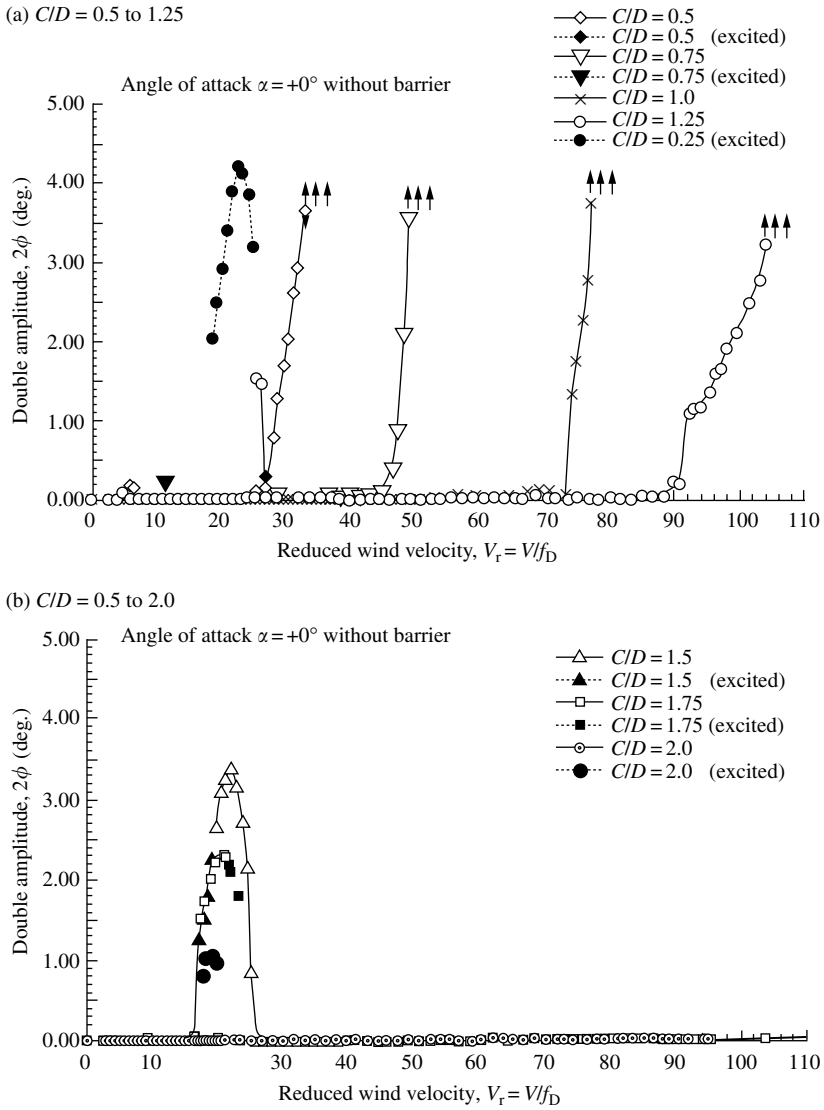 (a) C/D = 0.5 to 1.25
C/D = 0.5
C/D = 0.5 (excited)
C/D = 0.75
C/D = 0.75 (excited)
C/D = 1.0
C/D = 1.25
C/D = 0.25 (excited)
Angle of attack α = +0° without barrier
5.00
4.00
3.00
2.00
1.00
0.00
Double amplitude, 2ϕ (deg.)
0 10 20 30 40 50 60 70 80 90 100 110
Reduced wind velocity, Vr = V/fD
(b) C/D = 0.5 to 2.0
Angle of attack α = +0° without barrier
C/D = 1.5
C/D = 1.5 (excited)
C/D = 1.75
C/D = 1.75 (excited)
C/D = 2.0
C/D = 2.0 (excited)
5.00
4.00
3.00
2.00
1.00
0.00
Double amplitude, 2ϕ (deg.)
0 10 20 30 40 50 60 70 80 90 100 110
Reduced wind velocity, Vr = V/fD